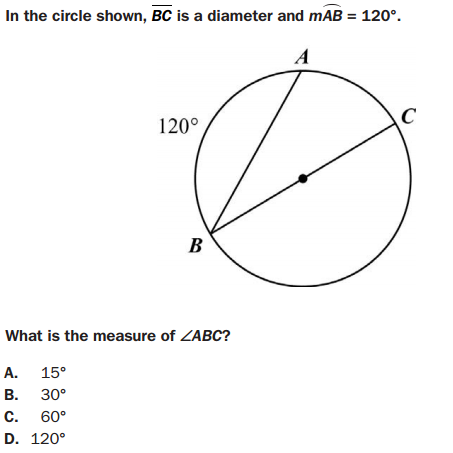 In the circle shown, BC is a diameter and mAB = 120°.
A
C
120°
B
What is the measure of ∠ABC?
A. 15°
B. 30°
C. 60°
D. 120°